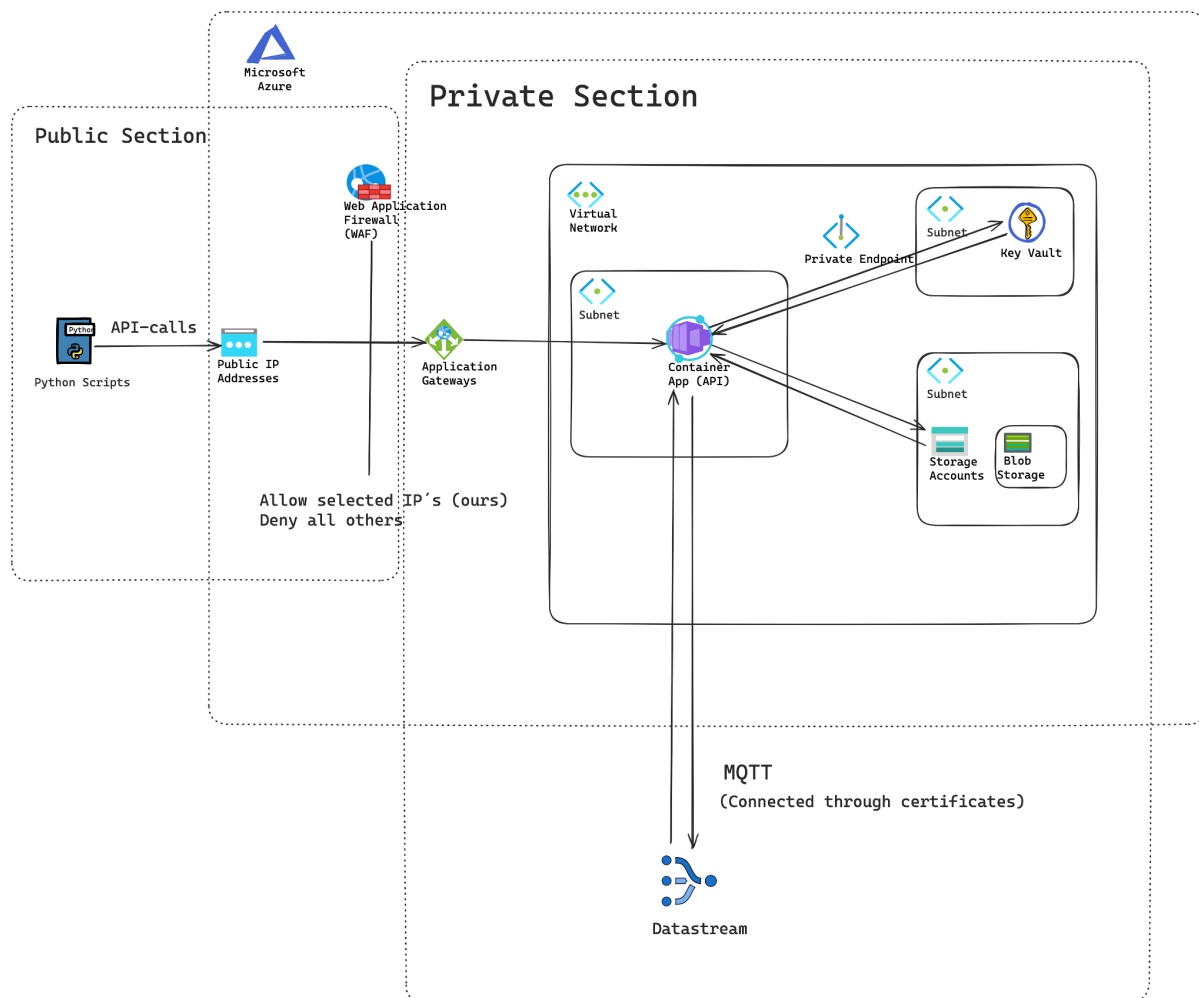 Microsoft
Azure
Private Section
Public Section
Web Application
Firewall
(WAF)
Virtual
Network
Subnet
Key Vault
Private Endpoint
Subnet
Python
API-calls
Python Scripts
Public IP
Addresses
Application
Gateways
Container
App (API)
Subnet
Storage
Accounts
Blob
Storage
Allow selected IP´s (ours)
Deny all others
MQTT
(Connected through certificates)
Datastream